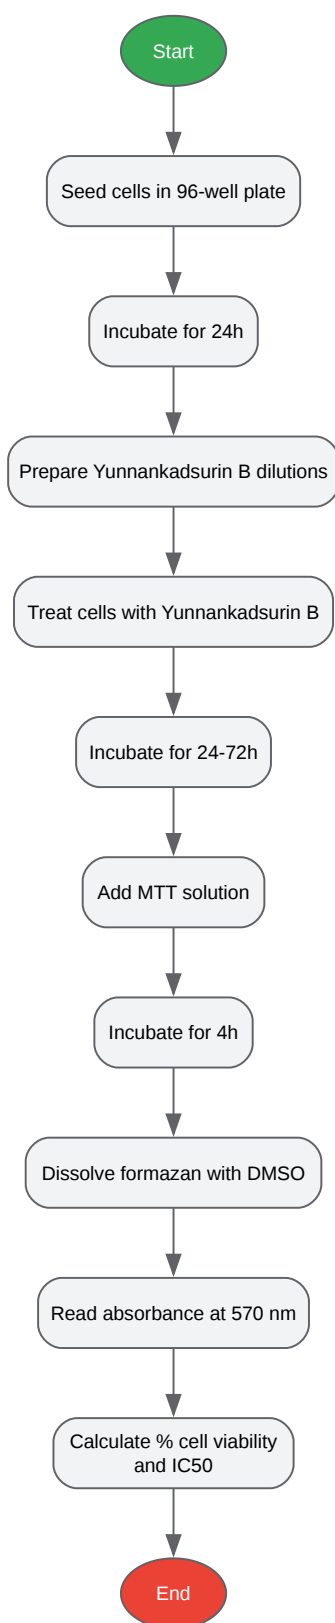 Start
Seed cells in 96-well plate
Incubate for 24h
Prepare Yunnankadsurin B dilutions
Treat cells with Yunnankadsurin B
Incubate for 24-72h
Add MTT solution
Incubate for 4h
Dissolve formazan with DMSO
Read absorbance at 570 nm
Calculate % cell viability
and IC50
End